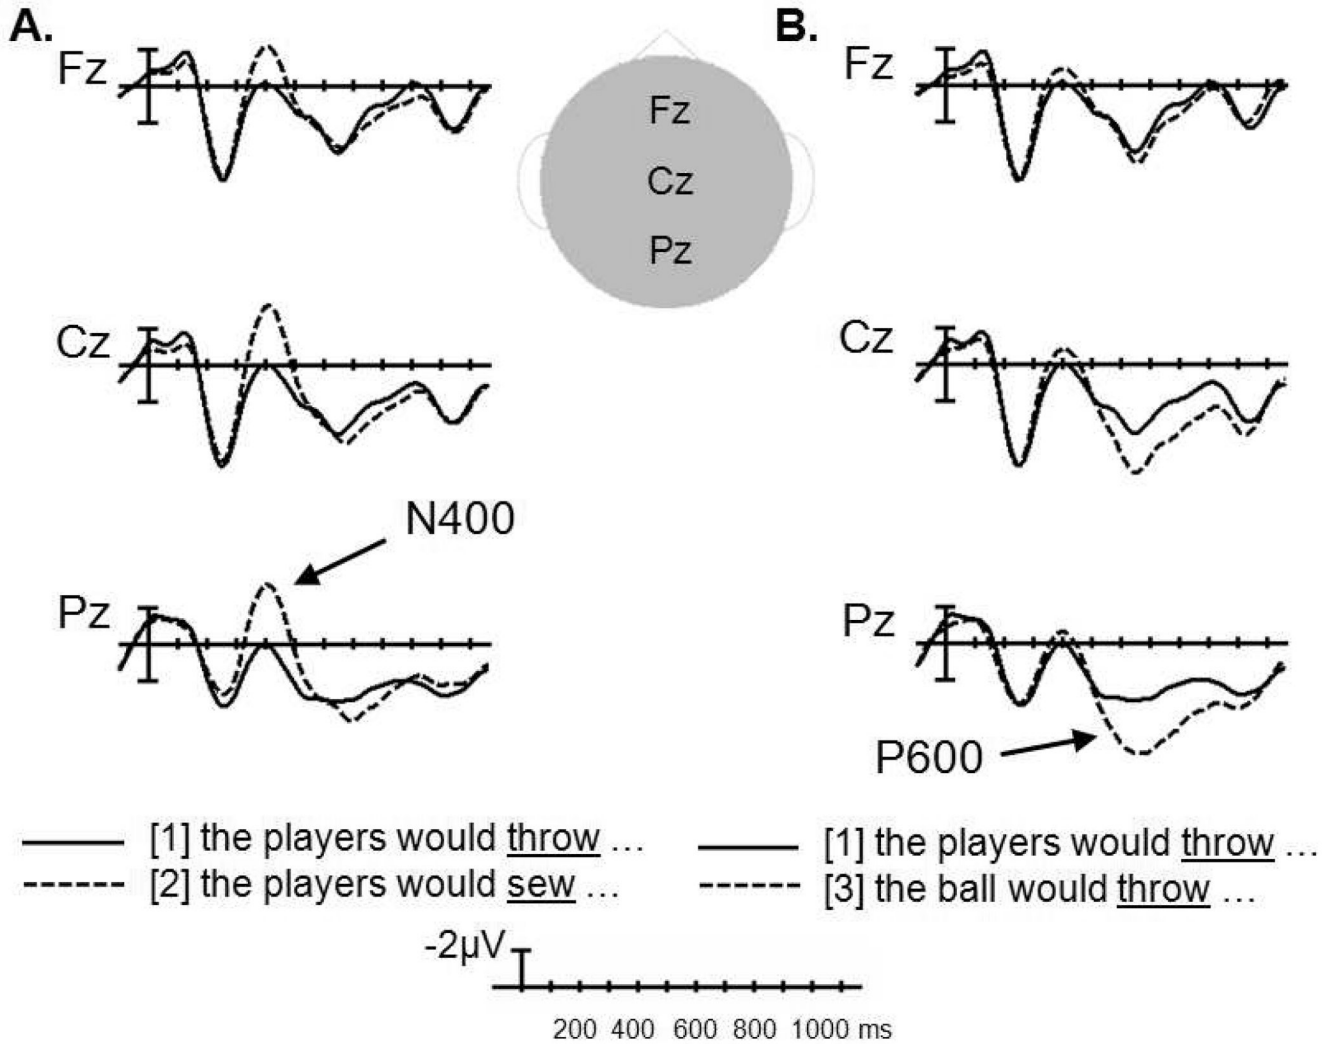 A.
B.
Fz
Fz
Fz
Cz
Pz
Cz
Cz
N400
Pz
Pz
P600
[1] the players would throw …
[2] the players would sew …
[1] the players would throw …
[3] the ball would throw …
-2µV
200 400 600 800 1000 ms